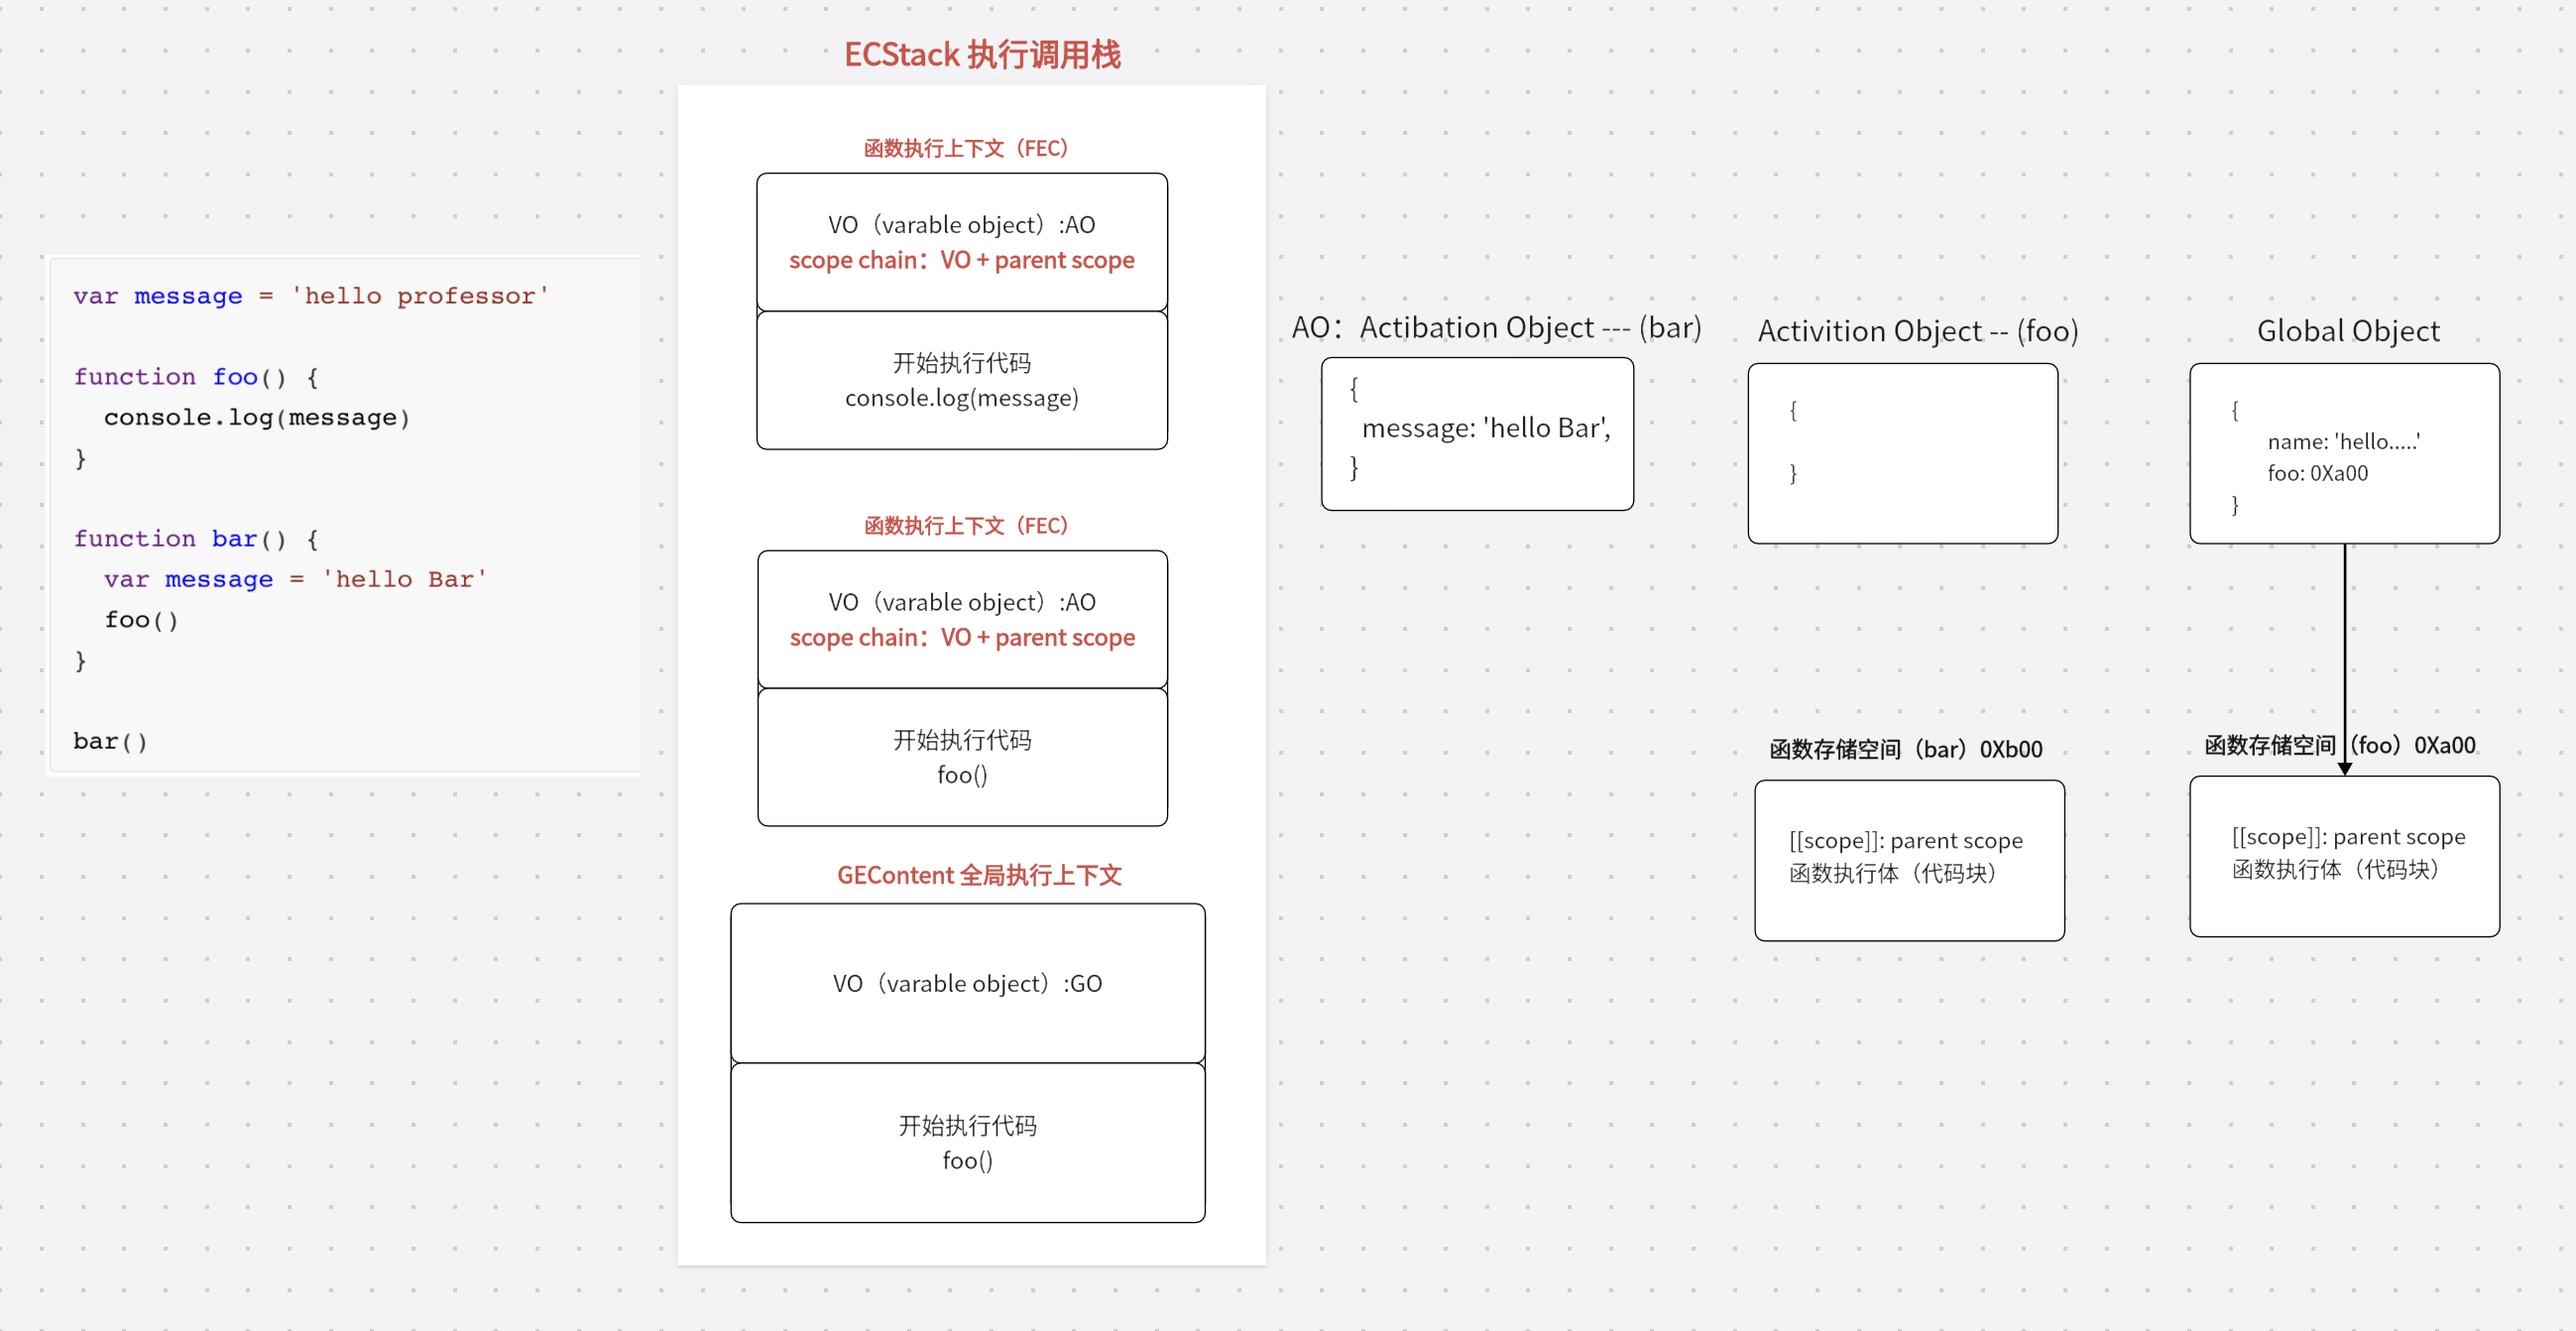 ECStack 执行调用栈
var message = 'hello professor'
function foo() {
console.log(message)
}
function bar() {
var message = 'hello Bar'
foo()
}
bar()
函数执行上下文（FEC）
VO（varable object）:AO
scope chain：VO + parent scope
开始执行代码
console.log(message)
函数执行上下文（FEC）
VO（varable object）:AO
scope chain：VO + parent scope
开始执行代码
foo()
GEContent 全局执行上下文
VO（varable object）:GO
开始执行代码
foo()
AO：Actibation Object --- (bar)
{
message: 'hello Bar',
}
Activition Object -- (foo)
{
}
Global Object
{
name: 'hello.....'
foo: 0Xa00
}
函数存储空间（bar）0Xb00
[[scope]]: parent scope
函数执行体（代码块）
函数存储空间（foo）0Xa00
[[scope]]: parent scope
函数执行体（代码块）